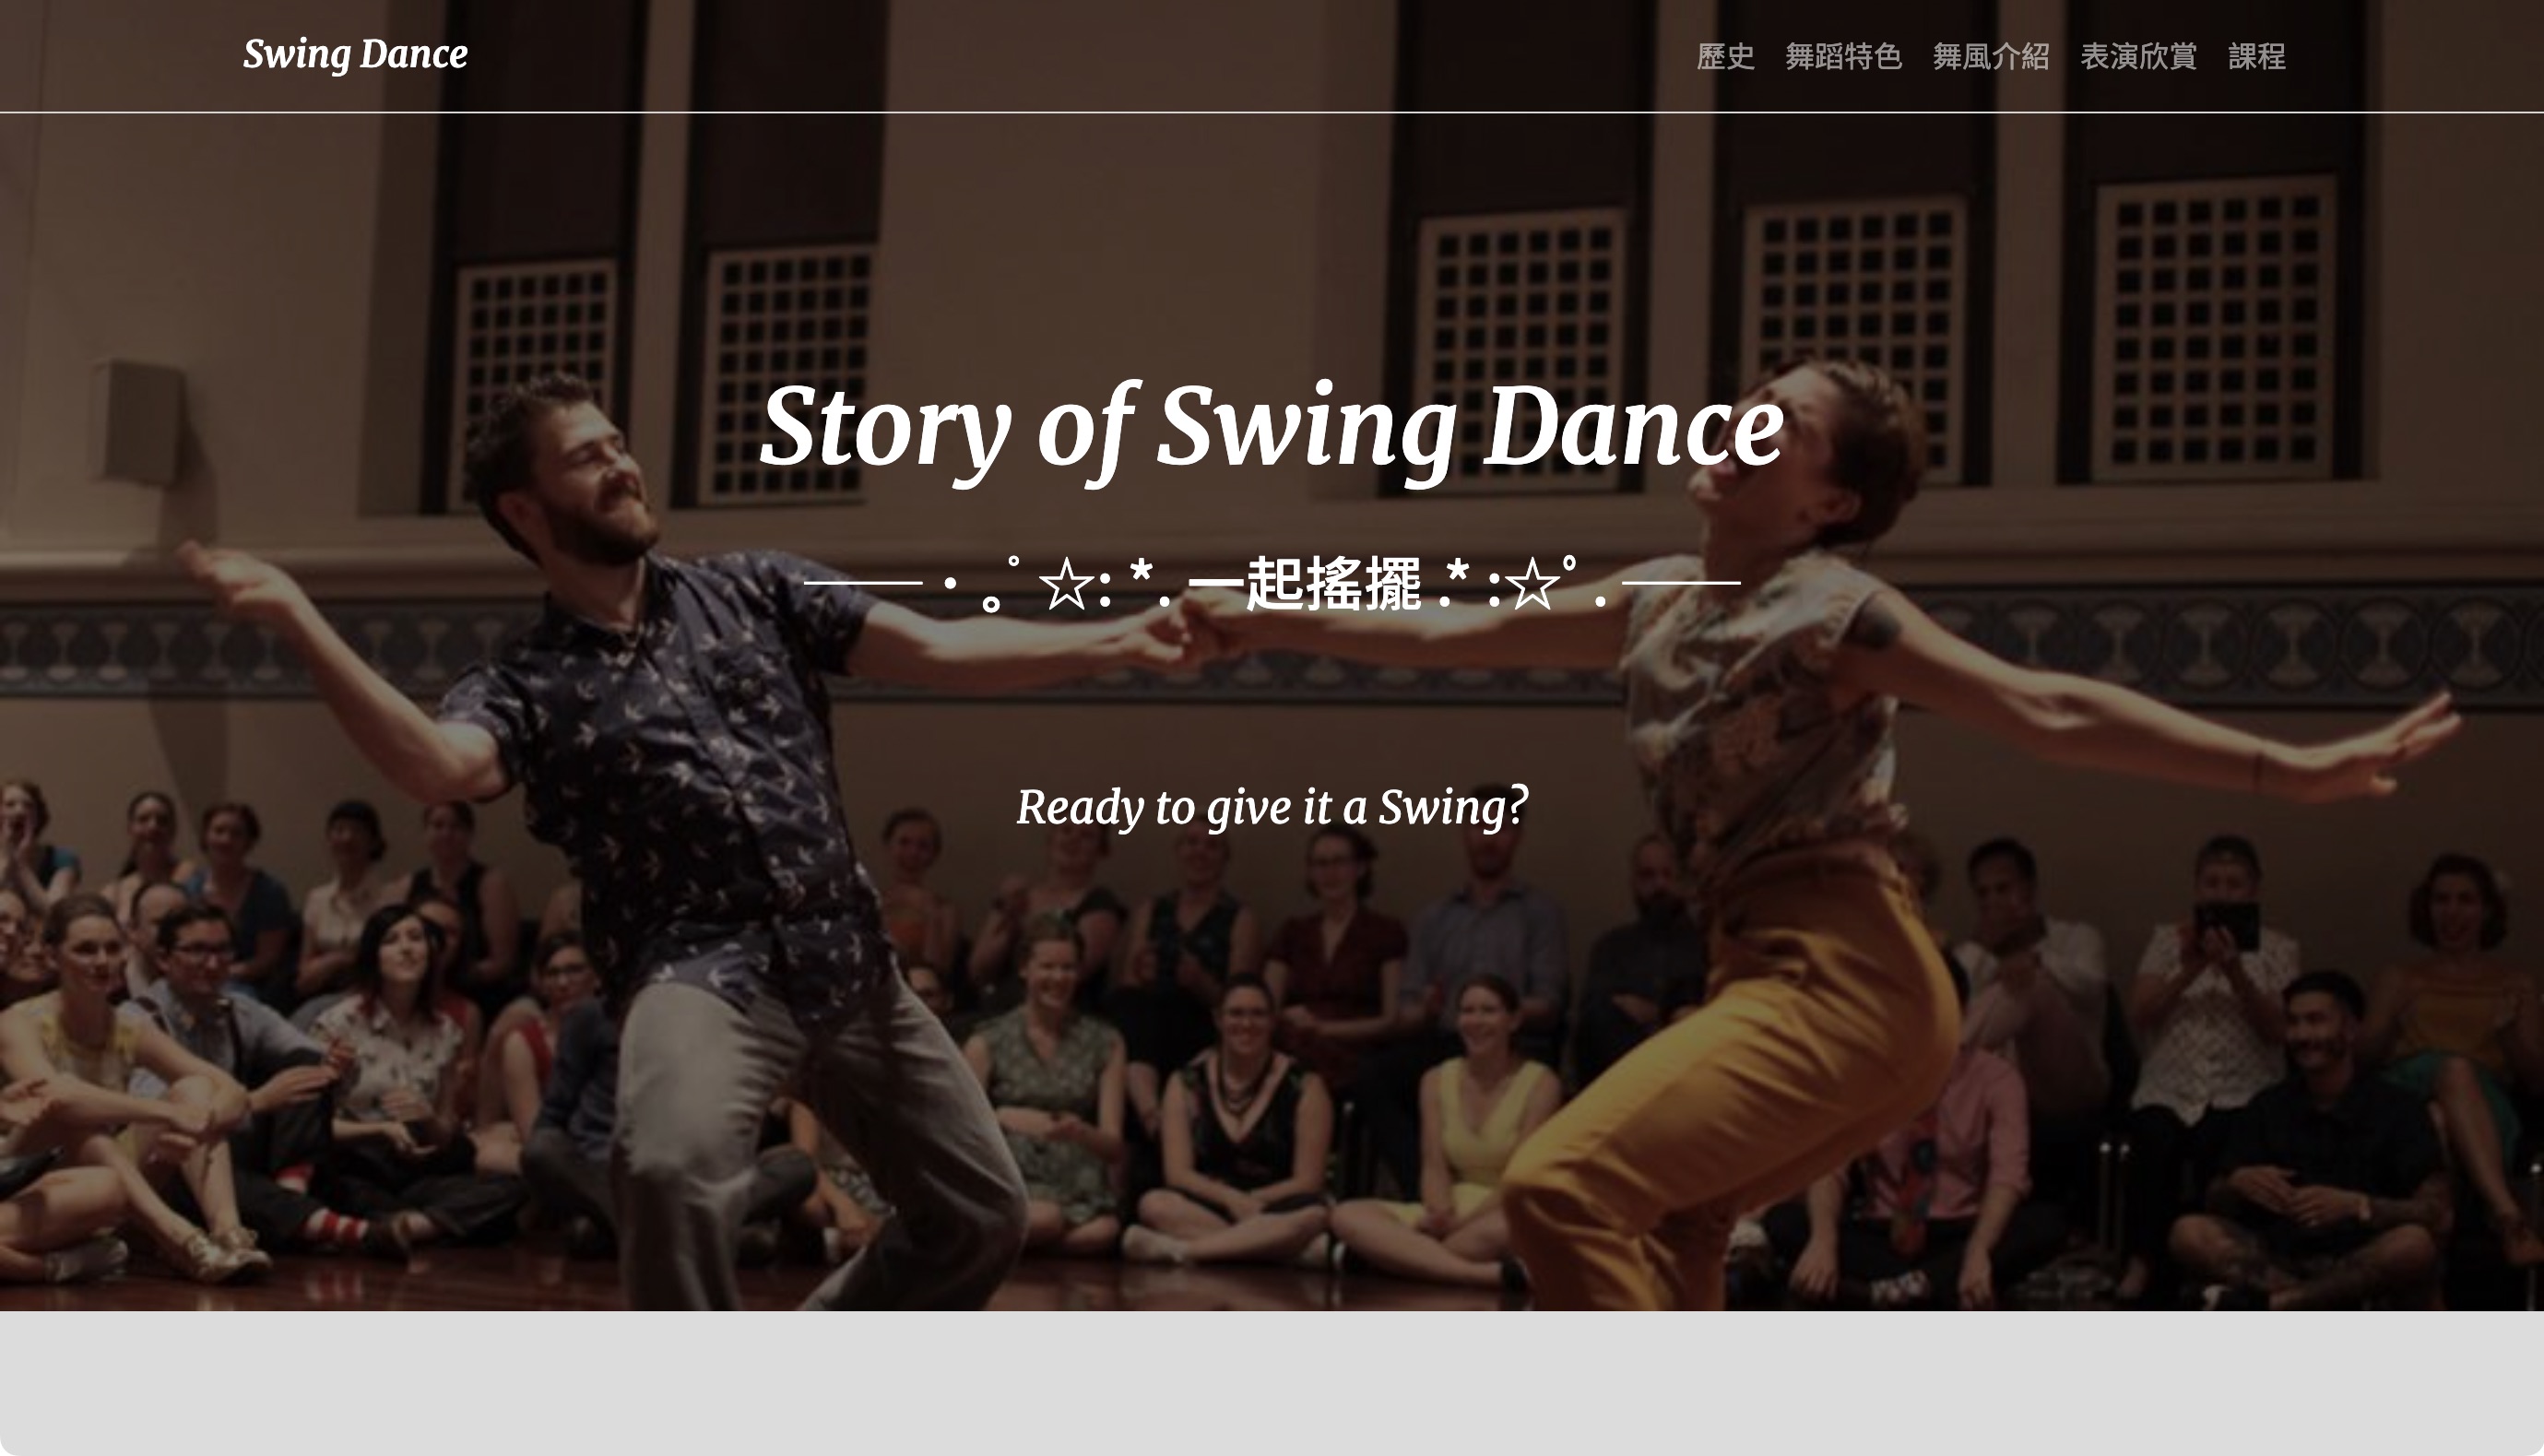 Swing Dance
歷史 舞蹈特色 舞風介紹 表演欣賞 課程
Story of Swing Dance
——・。゚☆: *. 一起搖擺 .* :☆゚. ——
Ready to give it a Swing?